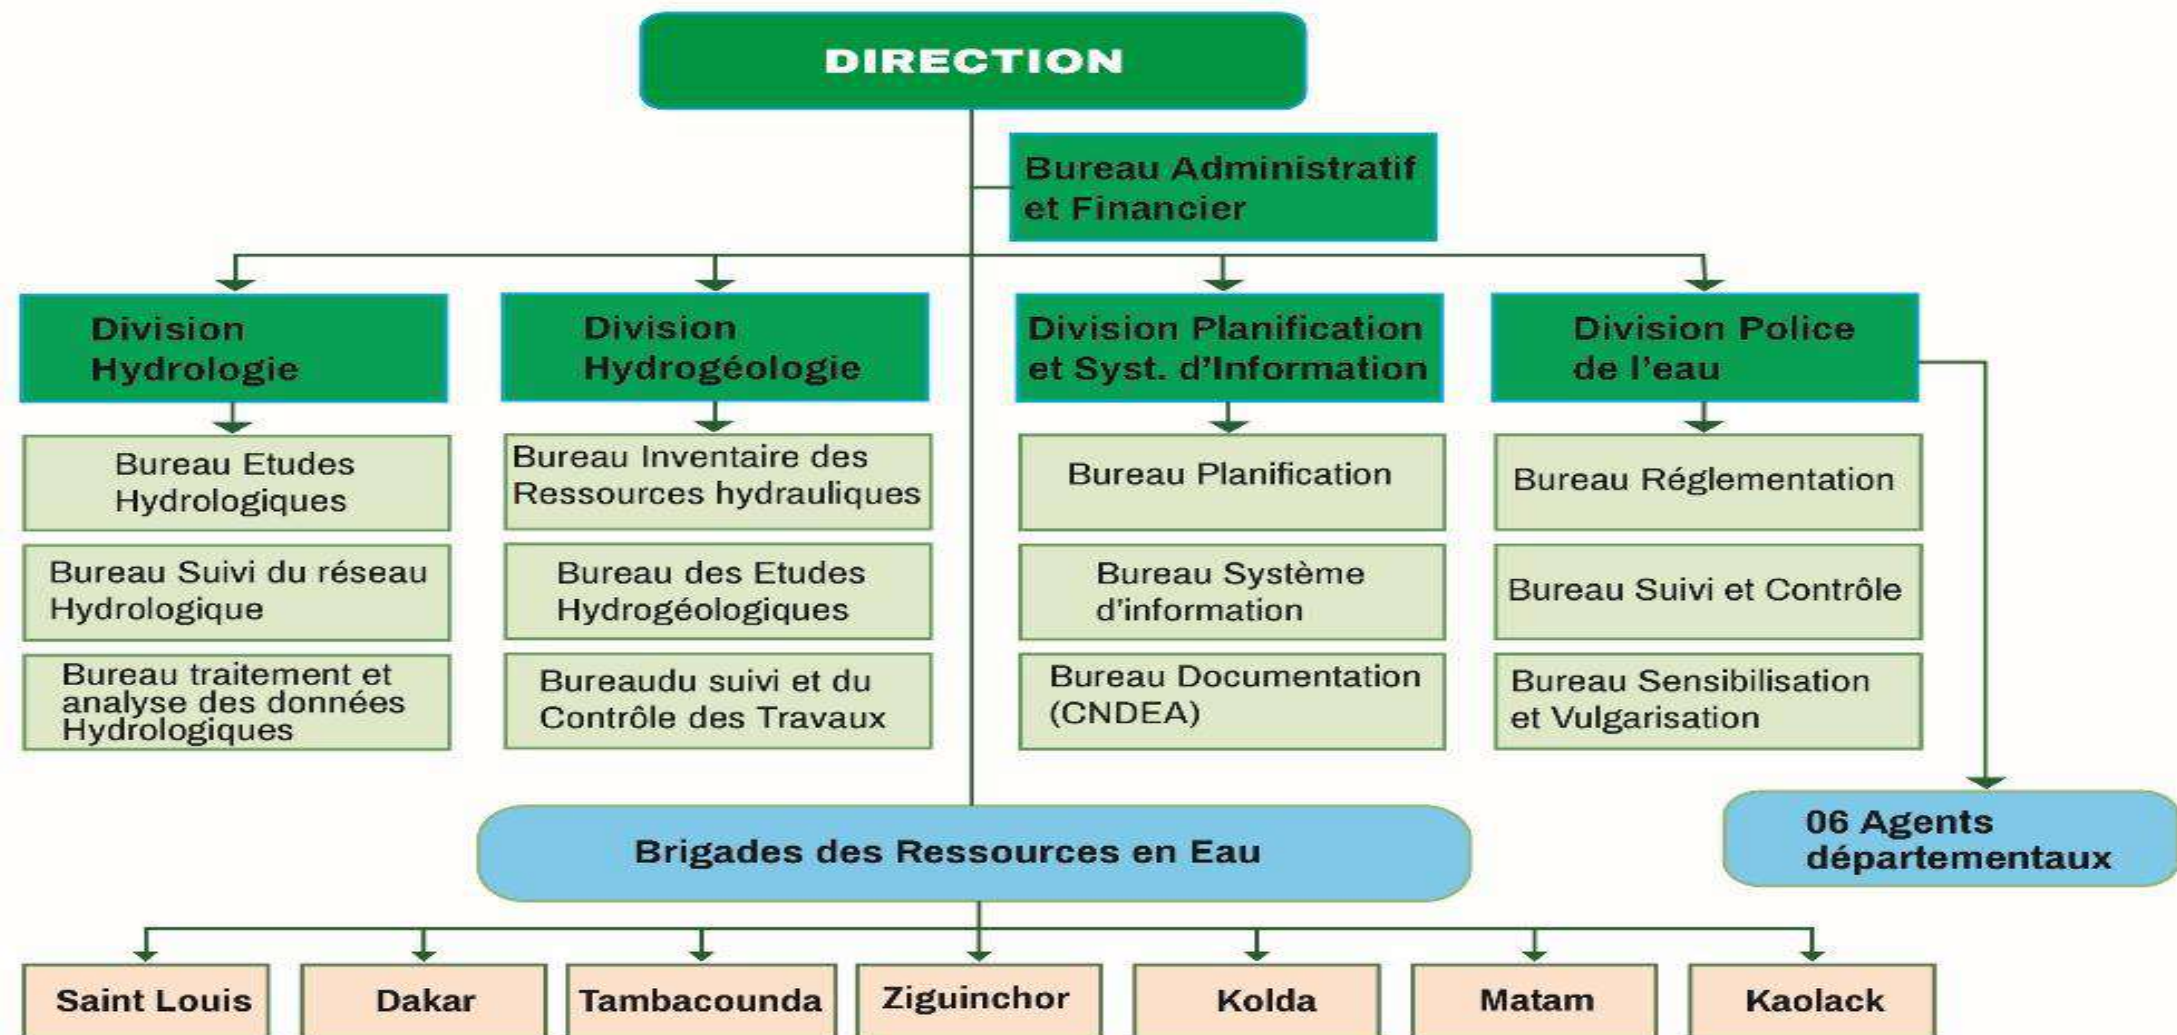 DIRECTION
Bureau Administratif
et Financier
Division
Hydrologie
Division
Hydrogéologie
Division Planification
et Syst. d'Information
Division Police
de l'eau
Bureau Etudes
Hydrologiques
Bureau Inventaire des
Ressources hydrauliques
Bureau Planification
Bureau Réglementation
Bureau Suivi du réseau
Hydrologique
Bureau des Etudes
Hydrogéologiques
Bureau Système
d'information
Bureau Suivi et Contrôle
Bureau traitement et
analyse des données
Hydrologiques
Bureaudu suivi et du
Contrôle des Travaux
Bureau Documentation
(CNDEA)
Bureau Sensibilisation
et Vulgarisation
Brigades des Ressources en Eau
06 Agents
départementaux
Saint Louis
Dakar
Tambacounda
Ziguinchor
Kolda
Matam
Kaolack